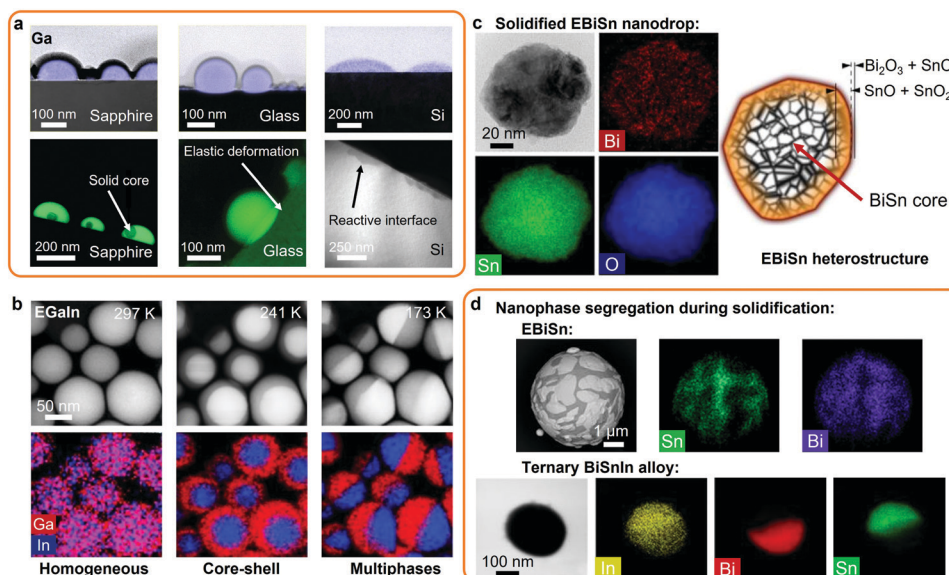 a
Ga
100 nm
Sapphire
100 nm
Glass
200 nm
Si
Solid core
200 nm
Sapphire
Elastic deformation
100 nm
Glass
Reactive interface
250 nm
Si
b
EGaIn
297 K
241 K
173 K
50 nm
Ga
In
Homogeneous
Core-shell
Multiphases
c
Solidified EBiSn nanodrop:
20 nm
Bi
Sn
O
Bi₂O₃ + SnO
SnO + SnO₂
BiSn core
EBiSn heterostructure
d
Nanophase segregation during solidification:
EBiSn:
1 µm
Sn
Bi
Ternary BiSnIn alloy:
100 nm
In
Bi
Sn